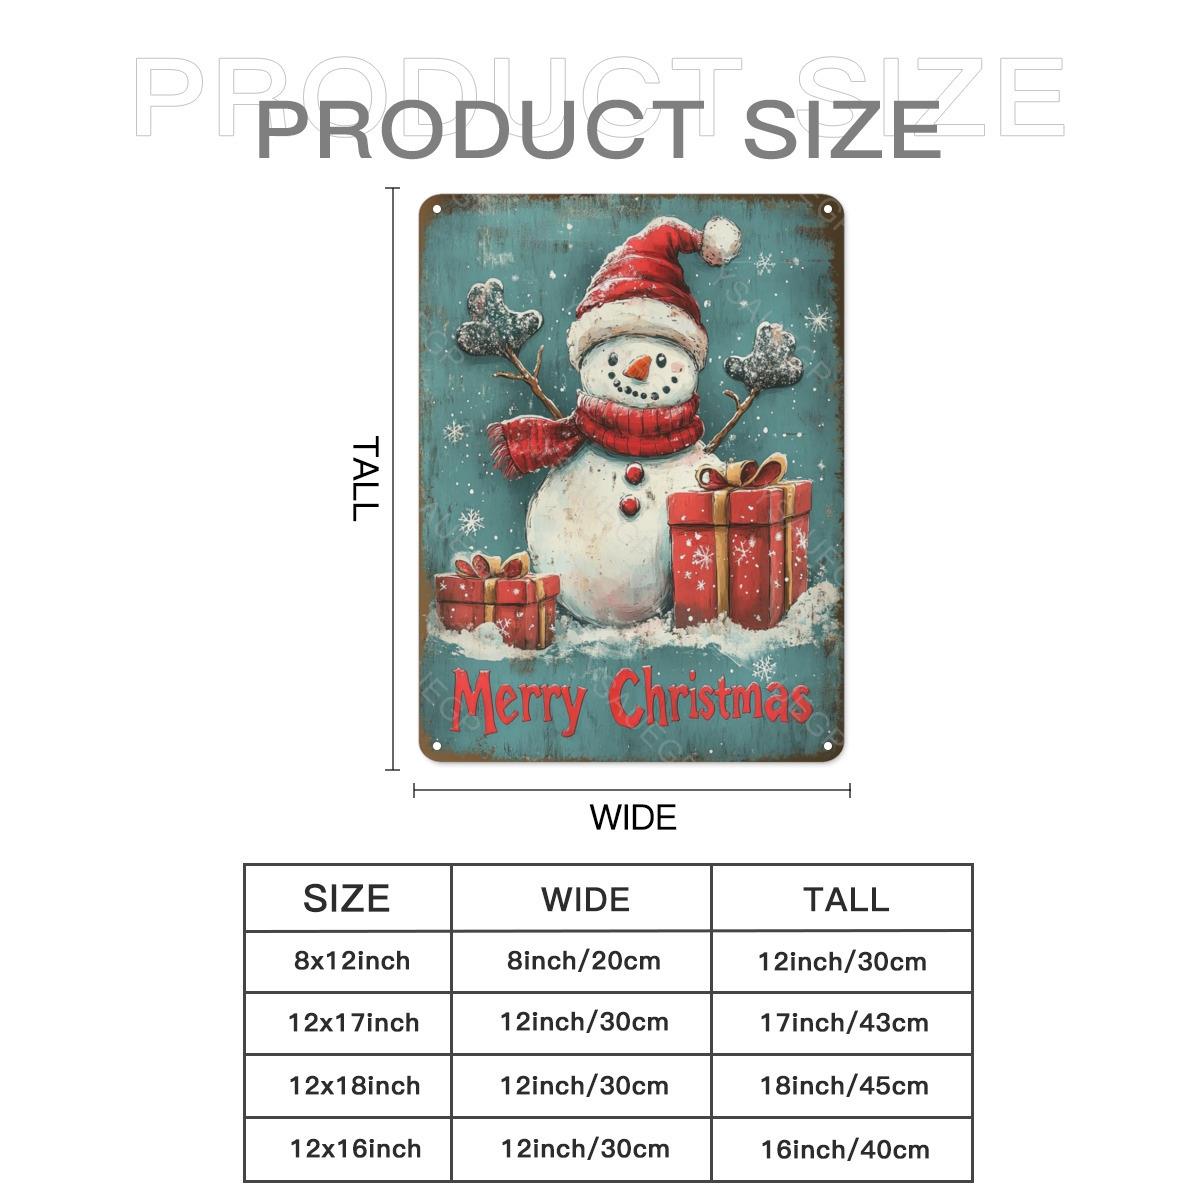 PRODUCT SIZE
PRODUCT SIZE
TALL
Merry Christmas
WIDE
SIZE WIDE TALL
8x12inch 8inch/20cm 12inch/30cm
12x17inch 12inch/30cm 17inch/43cm
12x18inch 12inch/30cm 18inch/45cm
12x16inch 12inch/30cm 16inch/40cm